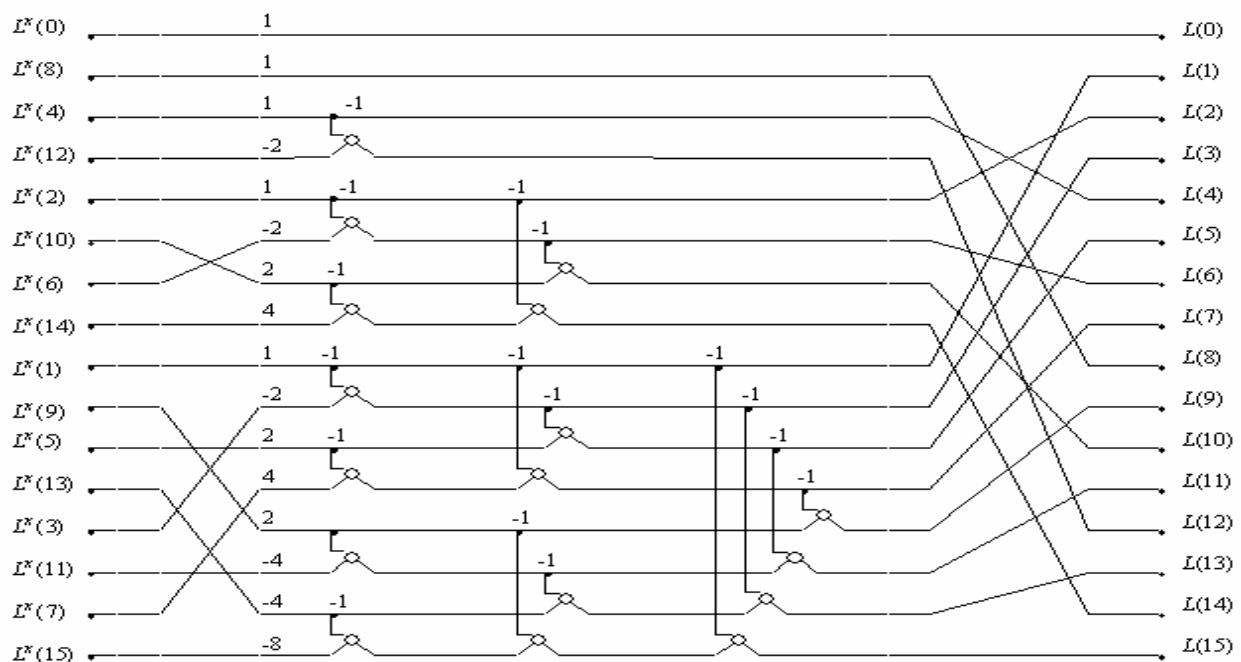 L*(0) 1 L(0)
L*(8) 1 L(1)
L*(4) 1 -1 L(2)
L*(12) -2 L(3)
L*(2) 1 -1 -1 L(4)
L*(10) -2 -1 L(5)
L*(6) 2 -1 L(6)
L*(14) 4 L(7)
L*(1) 1 -1 -1 -1 L(8)
L*(9) -2 -1 -1 L(9)
L*(5) 2 -1 -1 L(10)
L*(13) 4 -1 L(11)
L*(3) 2 -1 L(12)
L*(11) -4 -1 L(13)
L*(7) -4 -1 L(14)
L*(15) -8 L(15)